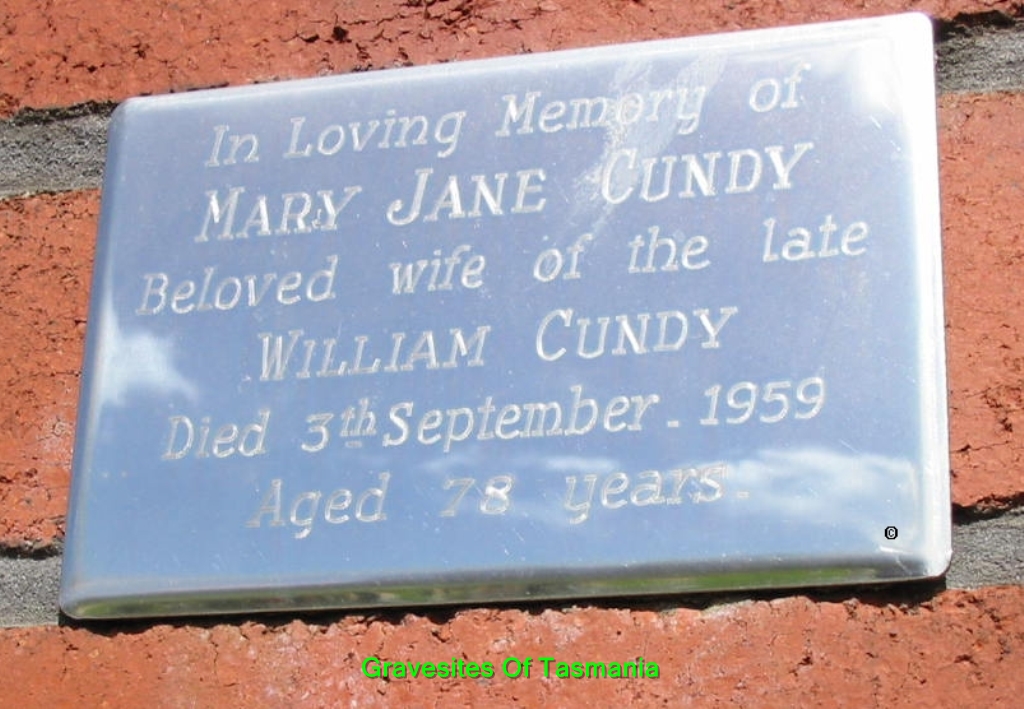 In Loving Memory of
MARY JANE CUNDY
Beloved wife of the late
WILLIAM CUNDY
Died 3th September. 1959
Aged 78 years.
©
Gravesites Of Tasmania